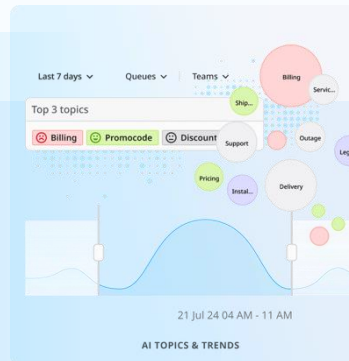 Last 7 days Queues Teams
Billing
Servic...
Ship...
Top 3 topics
Billing Promocode Discount
Support
Outage
Leg
Pricing
Instal...
Delivery
21 Jul 24 04 AM - 11 AM
AI TOPICS & TRENDS